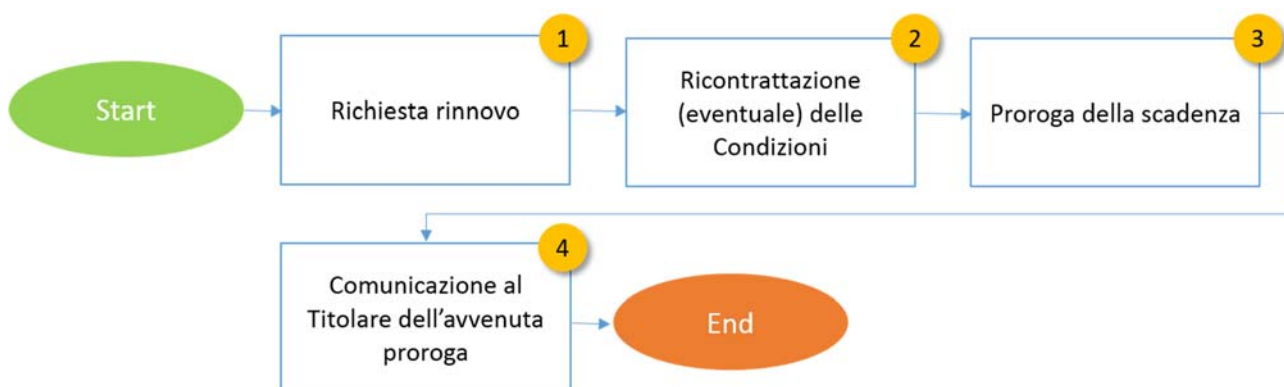 Start
1
Richiesta rinnovo
2
Ricontrattazione
(eventuale) delle
Condizioni
3
Proroga della scadenza
4
Comunicazione al
Titolare dell’avvenuta
proroga
End